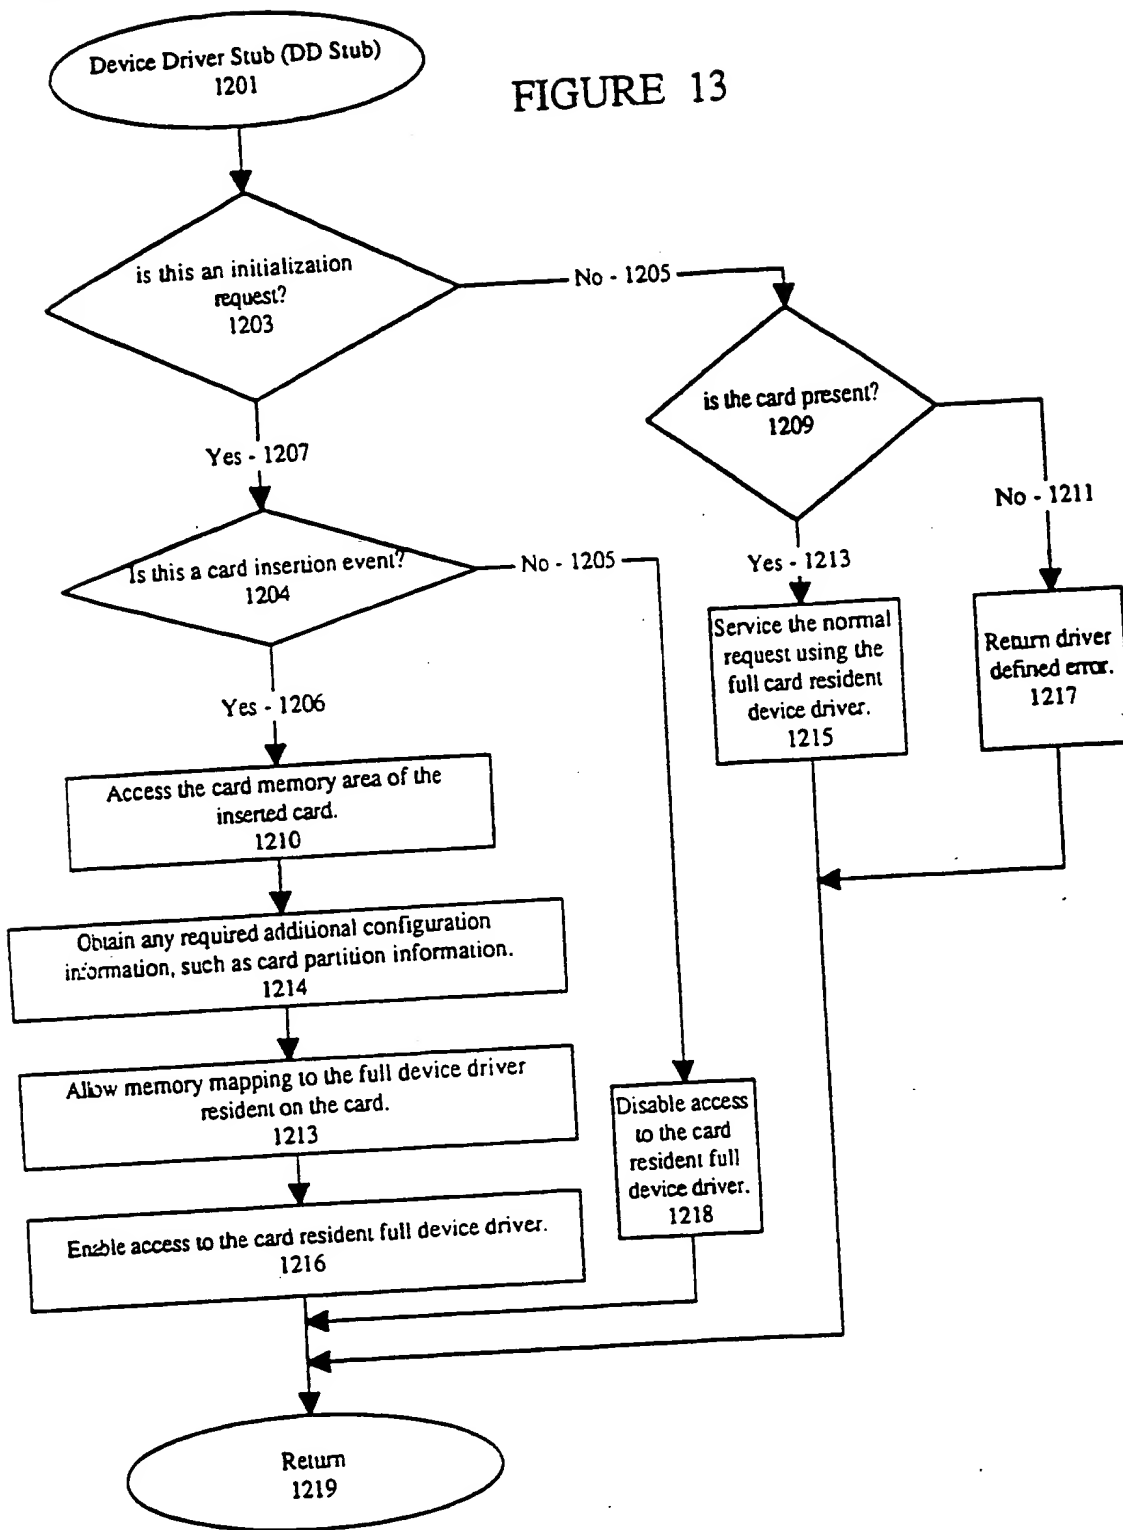 Device Driver Stub (DD Stub)
1201
FIGURE 13
is this an initialization
request?
1203
No - 1205
is the card present?
1209
Yes - 1207
No - 1211
Is this a card insertion event?
1204
No - 1205
Yes - 1213
Service the normal
request using the
full card resident
device driver.
1215
Return driver
defined error.
1217
Yes - 1206
Access the card memory area of the
inserted card.
1210
Obtain any required additional configuration
information, such as card partition information.
1214
Allow memory mapping to the full device driver
resident on the card.
1213
Disable access
to the card
resident full
device driver.
1218
Enable access to the card resident full device driver.
1216
Return
1219